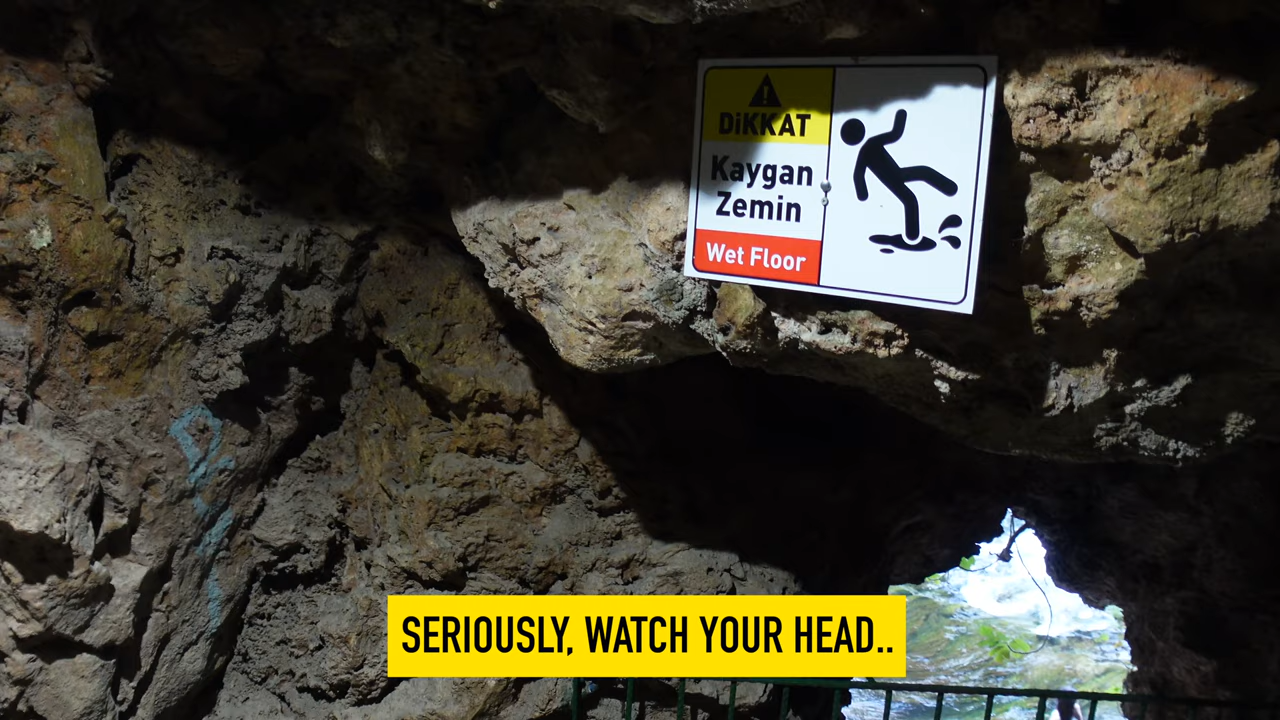 DiKKAT
Kaygan
Zemin
Wet Floor
SERIOUSLY, WATCH YOUR HEAD..